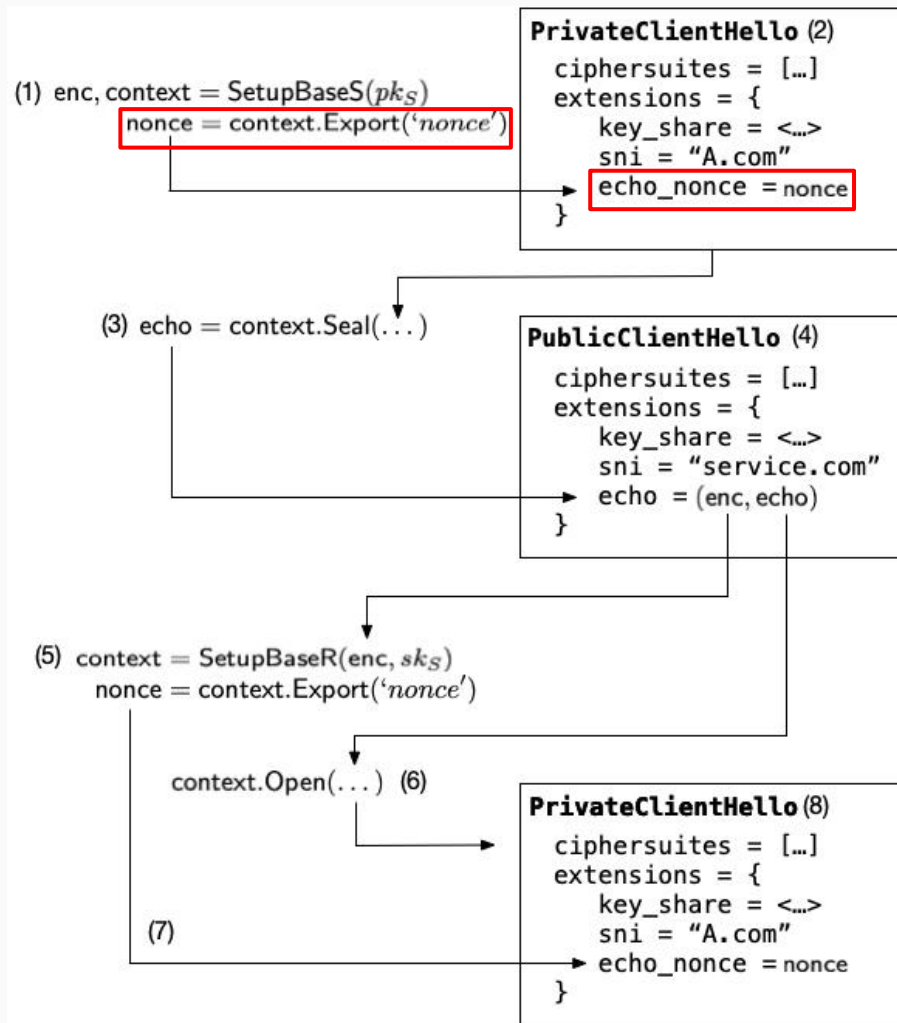 PrivateClientHello (2)
ciphersuites = […]
(1) enc, context = SetupBaseS(pk_S)
extensions = {
nonce = context.Export(‘nonce’)
key_share = <…>
sni = “A.com”
echo_nonce = nonce
}
(3) echo = context.Seal(...)
PublicClientHello (4)
ciphersuites = […]
extensions = {
key_share = <…>
sni = “service.com”
echo = (enc, echo)
}
(5) context = SetupBaseR(enc, sk_S)
nonce = context.Export(‘nonce’)
context.Open(...) (6)
PrivateClientHello (8)
ciphersuites = […]
extensions = {
key_share = <…>
(7)
sni = “A.com”
echo_nonce = nonce
}